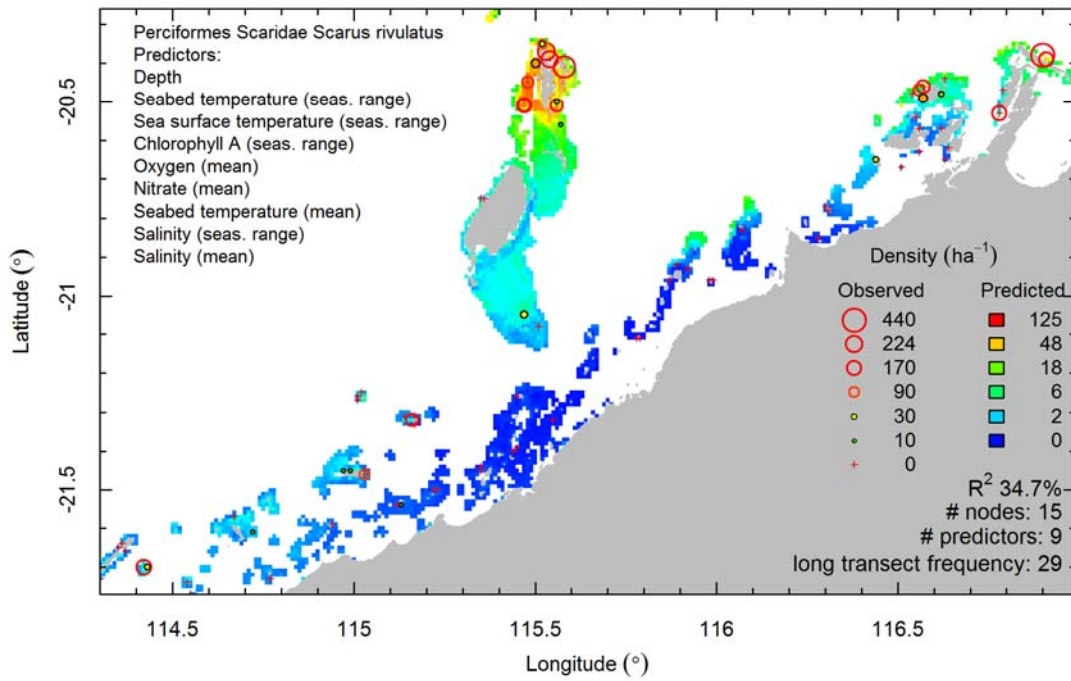 Perciformes Scaridae Scarus rivulatus
Predictors:
Depth
Seabed temperature (seas. range)
Sea surface temperature (seas. range)
Chlorophyll A (seas. range)
Oxygen (mean)
Nitrate (mean)
Seabed temperature (mean)
Salinity (seas. range)
Salinity (mean)
-20.5
-21
-21.5
Latitude (°)
Density (ha⁻¹)
Observed Predicted
440 125
224 48
170 18
90 6
30 2
10 0
0
R² 34.7%
# nodes: 15
# predictors: 9
long transect frequency: 29
114.5 115 115.5 116 116.5
Longitude (°)